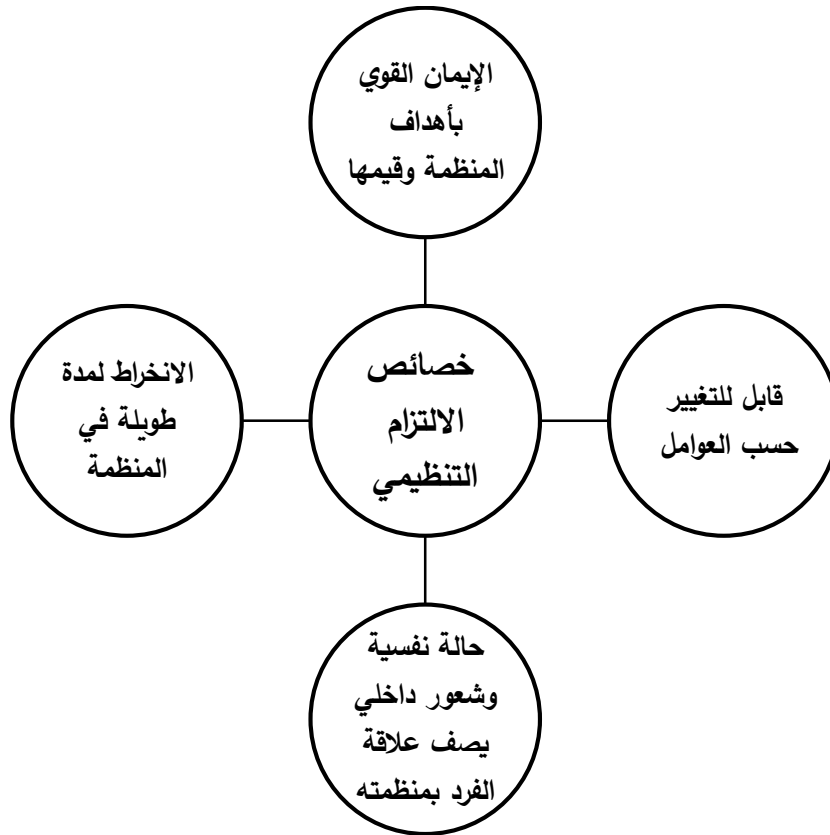 الإيمان القوي
بأهداف
المنظمة وقيمها
خصائص
الالتزام
التنظيمي
قابل للتغيير
حسب العوامل
الانخراط لمدة
طويلة في
المنظمة
حالة نفسية
وشعور داخلي
يصف علاقة
الفرد بمنظمته